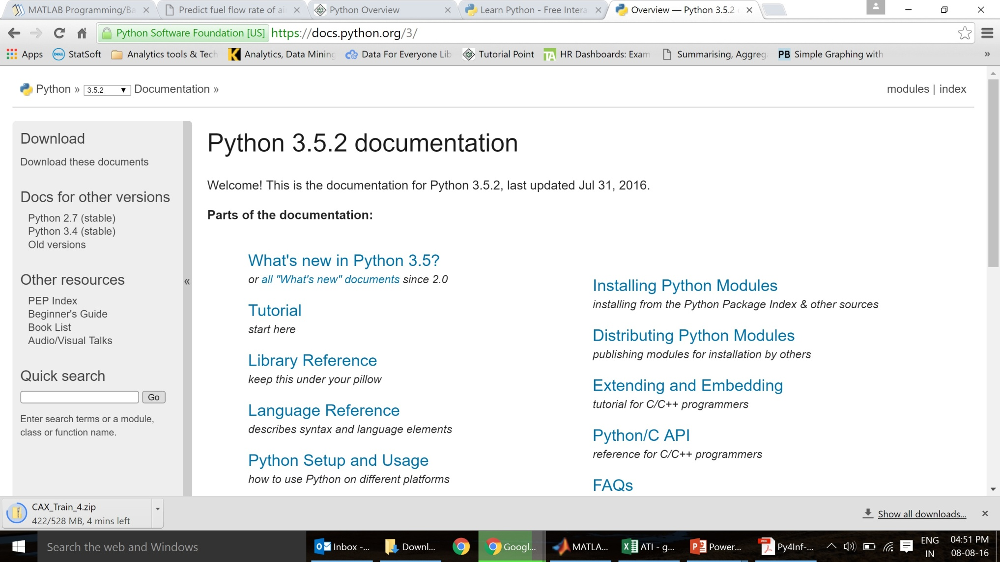 MATLAB Programming/Ba
Predict fuel flow rate of ai
Python Overview
Learn Python - Free Intera
Overview — Python 3.5.2
Python Software Foundation [US]
https://docs.python.org/3/
Apps
DELL
StatSoft
Analytics tools & Tech
K
Analytics, Data Mining
Data For Everyone Lib
Tutorial Point
TA
HR Dashboards: Exam
Summarising, Aggreg
PB
Simple Graphing with
»
Python » 3.5.2 Documentation »
modules | index
Download
Download these documents
Docs for other versions
Python 2.7 (stable)
Python 3.4 (stable)
Old versions
Other resources
PEP Index
Beginner's Guide
Book List
Audio/Visual Talks
Quick search
Go
Enter search terms or a module,
class or function name.
«
Python 3.5.2 documentation
Welcome! This is the documentation for Python 3.5.2, last updated Jul 31, 2016.
Parts of the documentation:
What's new in Python 3.5?
or all "What's new" documents since 2.0
Tutorial
start here
Library Reference
keep this under your pillow
Language Reference
describes syntax and language elements
Python Setup and Usage
how to use Python on different platforms
Installing Python Modules
installing from the Python Package Index & other sources
Distributing Python Modules
publishing modules for installation by others
Extending and Embedding
tutorial for C/C++ programmers
Python/C API
reference for C/C++ programmers
FAQs
CAX_Train_4.zip
422/528 MB, 4 mins left
Show all downloads...
Search the web and Windows
Inbox -...
Downl...
Googl...
MATLA...
ATI - g...
Power...
Py4Inf-...
ENG
IN
04:51 PM
08-08-16